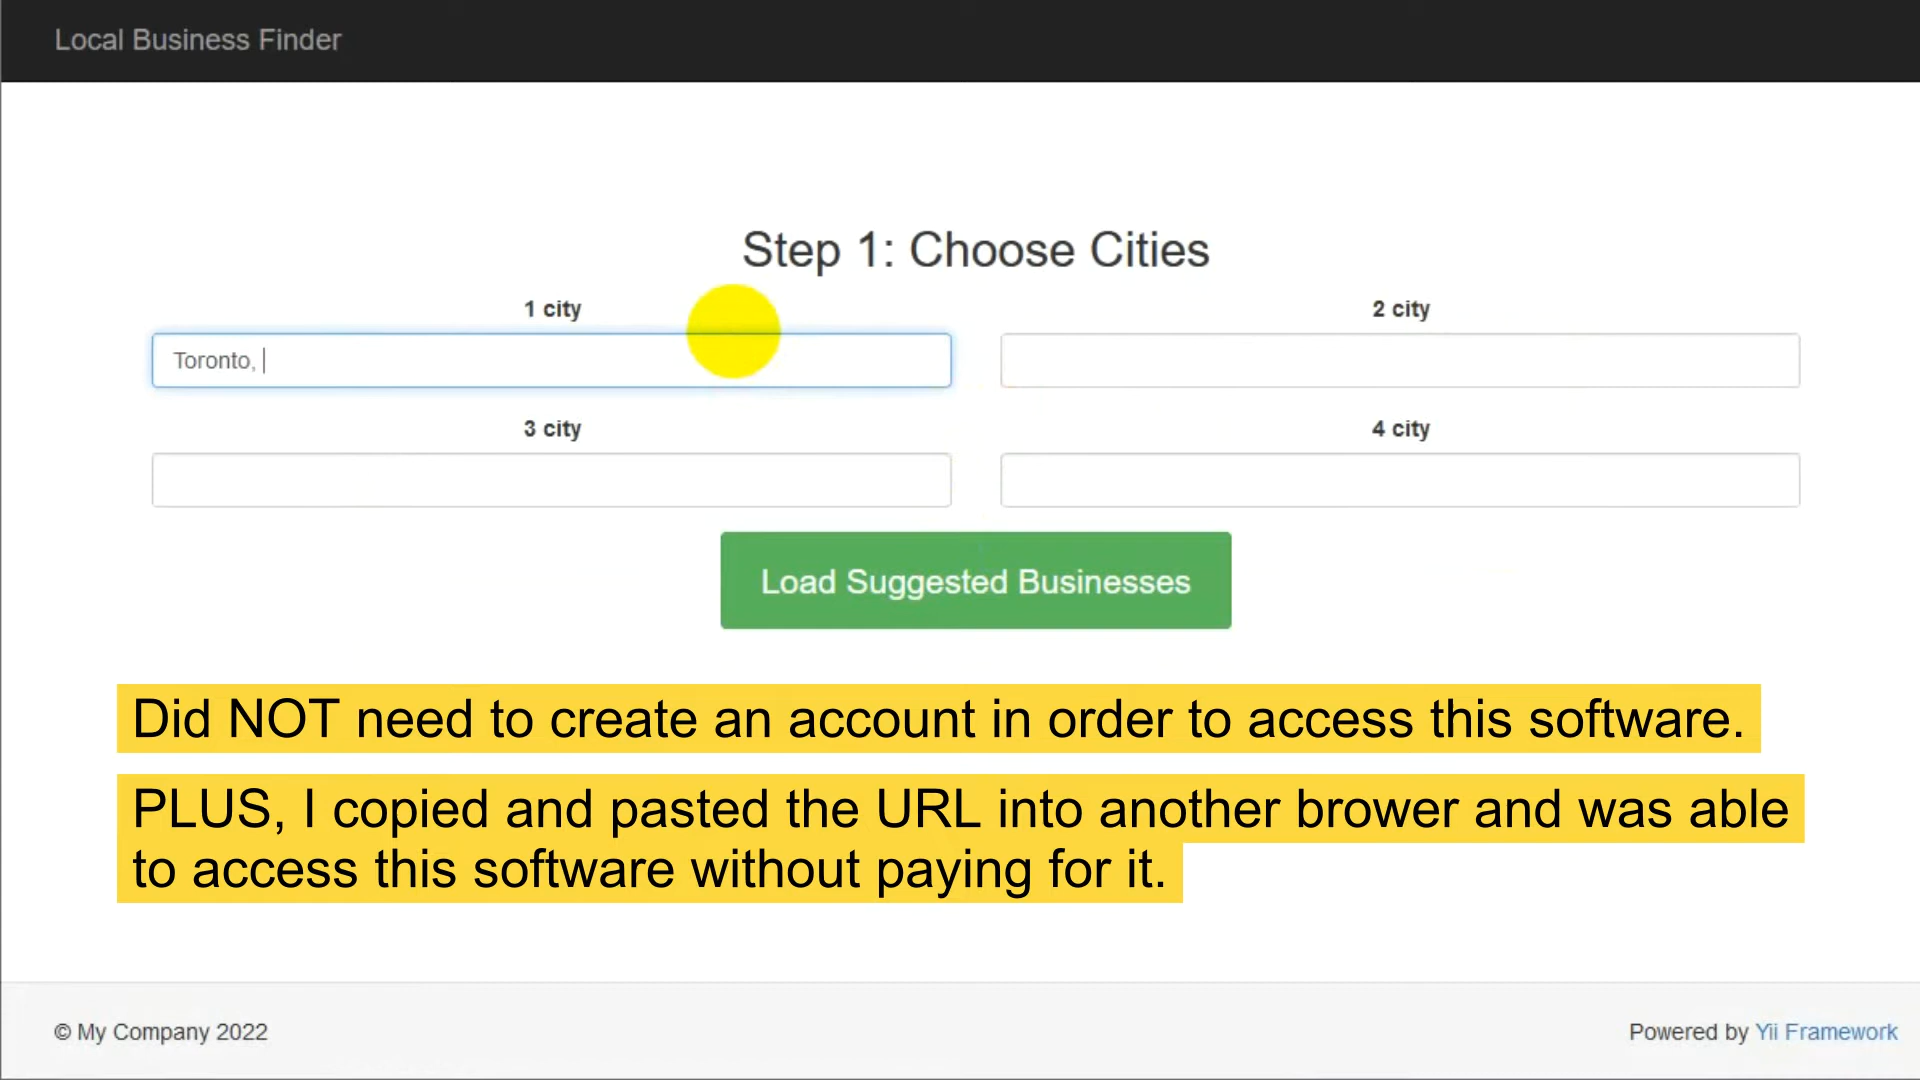 Local Business Finder
Step 1: Choose Cities
1 city
2 city
Toronto,
3 city
4 city
Load Suggested Businesses
Did NOT need to create an account in order to access this software.
PLUS, I copied and pasted the URL into another brower and was able
to access this software without paying for it.
© My Company 2022
Powered by Yii Framework